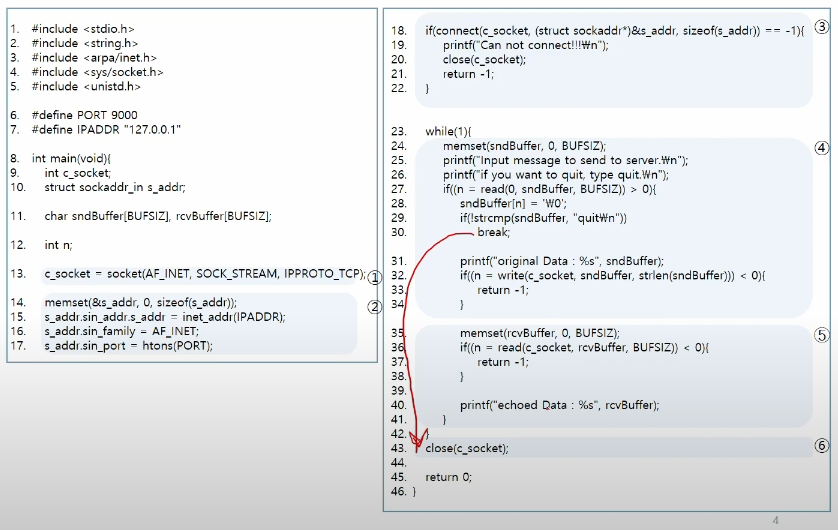 1. #include <stdio.h>
2. #include <string.h>
3. #include <arpa/inet.h>
4. #include <sys/socket.h>
5. #include <unistd.h>
6. #define PORT 9000
7. #define IPADDR "127.0.0.1"
8. int main(void){
9. int c_socket;
10. struct sockaddr_in s_addr;
11. char sndBuffer[BUFSIZ], rcvBuffer[BUFSIZ];
12. int n;
13. c_socket = socket(AF_INET, SOCK_STREAM, IPPROTO_TCP); ①
14. memset(&s_addr, 0, sizeof(s_addr)); ②
15. s_addr.sin_addr.s_addr = inet_addr(IPADDR);
16. s_addr.sin_family = AF_INET;
17. s_addr.sin_port = htons(PORT);
18. if(connect(c_socket, (struct sockaddr*)&s_addr, sizeof(s_addr)) == -1){ ③
19. printf("Can not connect!!!₩n");
20. close(c_socket);
21. return -1;
22. }
23. while(1){
24. memset(sndBuffer, 0, BUFSIZ); ④
25. printf("Input message to send to server.₩n");
26. printf("if you want to quit, type quit.₩n");
27. if((n = read(0, sndBuffer, BUFSIZ)) > 0){
28. sndBuffer[n] = '₩0';
29. if(!strcmp(sndBuffer, "quit₩n"))
30. break;
31. printf("original Data : %s", sndBuffer);
32. if((n = write(c_socket, sndBuffer, strlen(sndBuffer))) < 0){
33. return -1;
34. }
35. memset(rcvBuffer, 0, BUFSIZ); ⑤
36. if((n = read(c_socket, rcvBuffer, BUFSIZ)) < 0){
37. return -1;
38. }
39.
40. printf("echoed Data : %s", rcvBuffer);
41. }
42. }
43. close(c_socket); ⑥
44.
45. return 0;
46. }
4